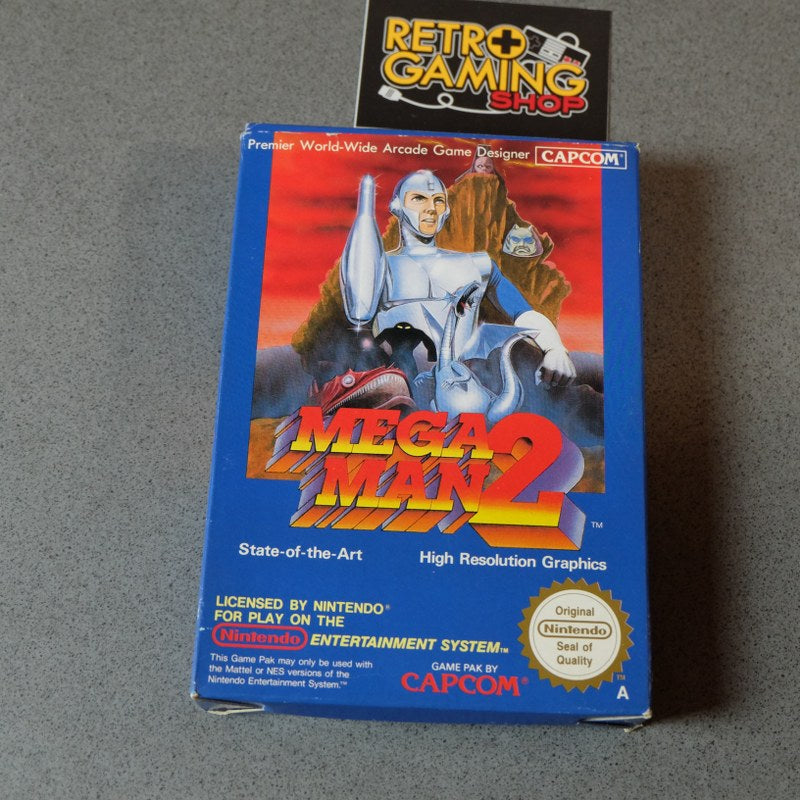 RETRO
GAMING
SHOP
Premier World-Wide Arcade Game Designer CAPCOM®
MEGA
MAN 2
TM
State-of-the-Art High Resolution Graphics
LICENSED BY NINTENDO®
FOR PLAY ON THE
Nintendo ENTERTAINMENT SYSTEM™
This Game Pak may only be used with
the Mattel or NES versions of the
Nintendo Entertainment System.™
GAME PAK BY
CAPCOM®
Original
Nintendo
Seal of
Quality
TM
A